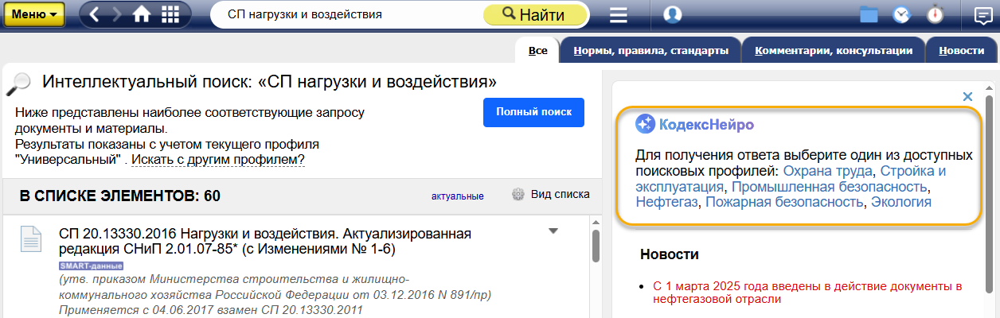 Меню
СП нагрузки и воздействия
Найти
Все
Нормы, правила, стандарты
Комментарии, консультации
Новости
Интеллектуальный поиск: «СП нагрузки и воздействия»
Ниже представлены наиболее соответствующие запросу
документы и материалы.
Результаты показаны с учетом текущего профиля
"Универсальный" . Искать с другим профилем?
Полный поиск
В СПИСКЕ ЭЛЕМЕНТОВ: 60
актуальные
Вид списка
СП 20.13330.2016 Нагрузки и воздействия. Актуализированная
редакция СНиП 2.01.07-85* (с Изменениями № 1-6)
SMART-данные
(утв. приказом Министерства строительства и жилищно-
коммунального хозяйства Российской Федерации от 03.12.2016 N 891/пр)
Применяется с 04.06.2017 взамен СП 20.13330.2011
КодексНейро
Для получения ответа выберите один из доступных
поисковых профилей: Охрана труда, Стройка и
эксплуатация, Промышленная безопасность,
Нефтегаз, Пожарная безопасность, Экология
Новости
С 1 марта 2025 года введены в действие документы в
нефтегазовой отрасли